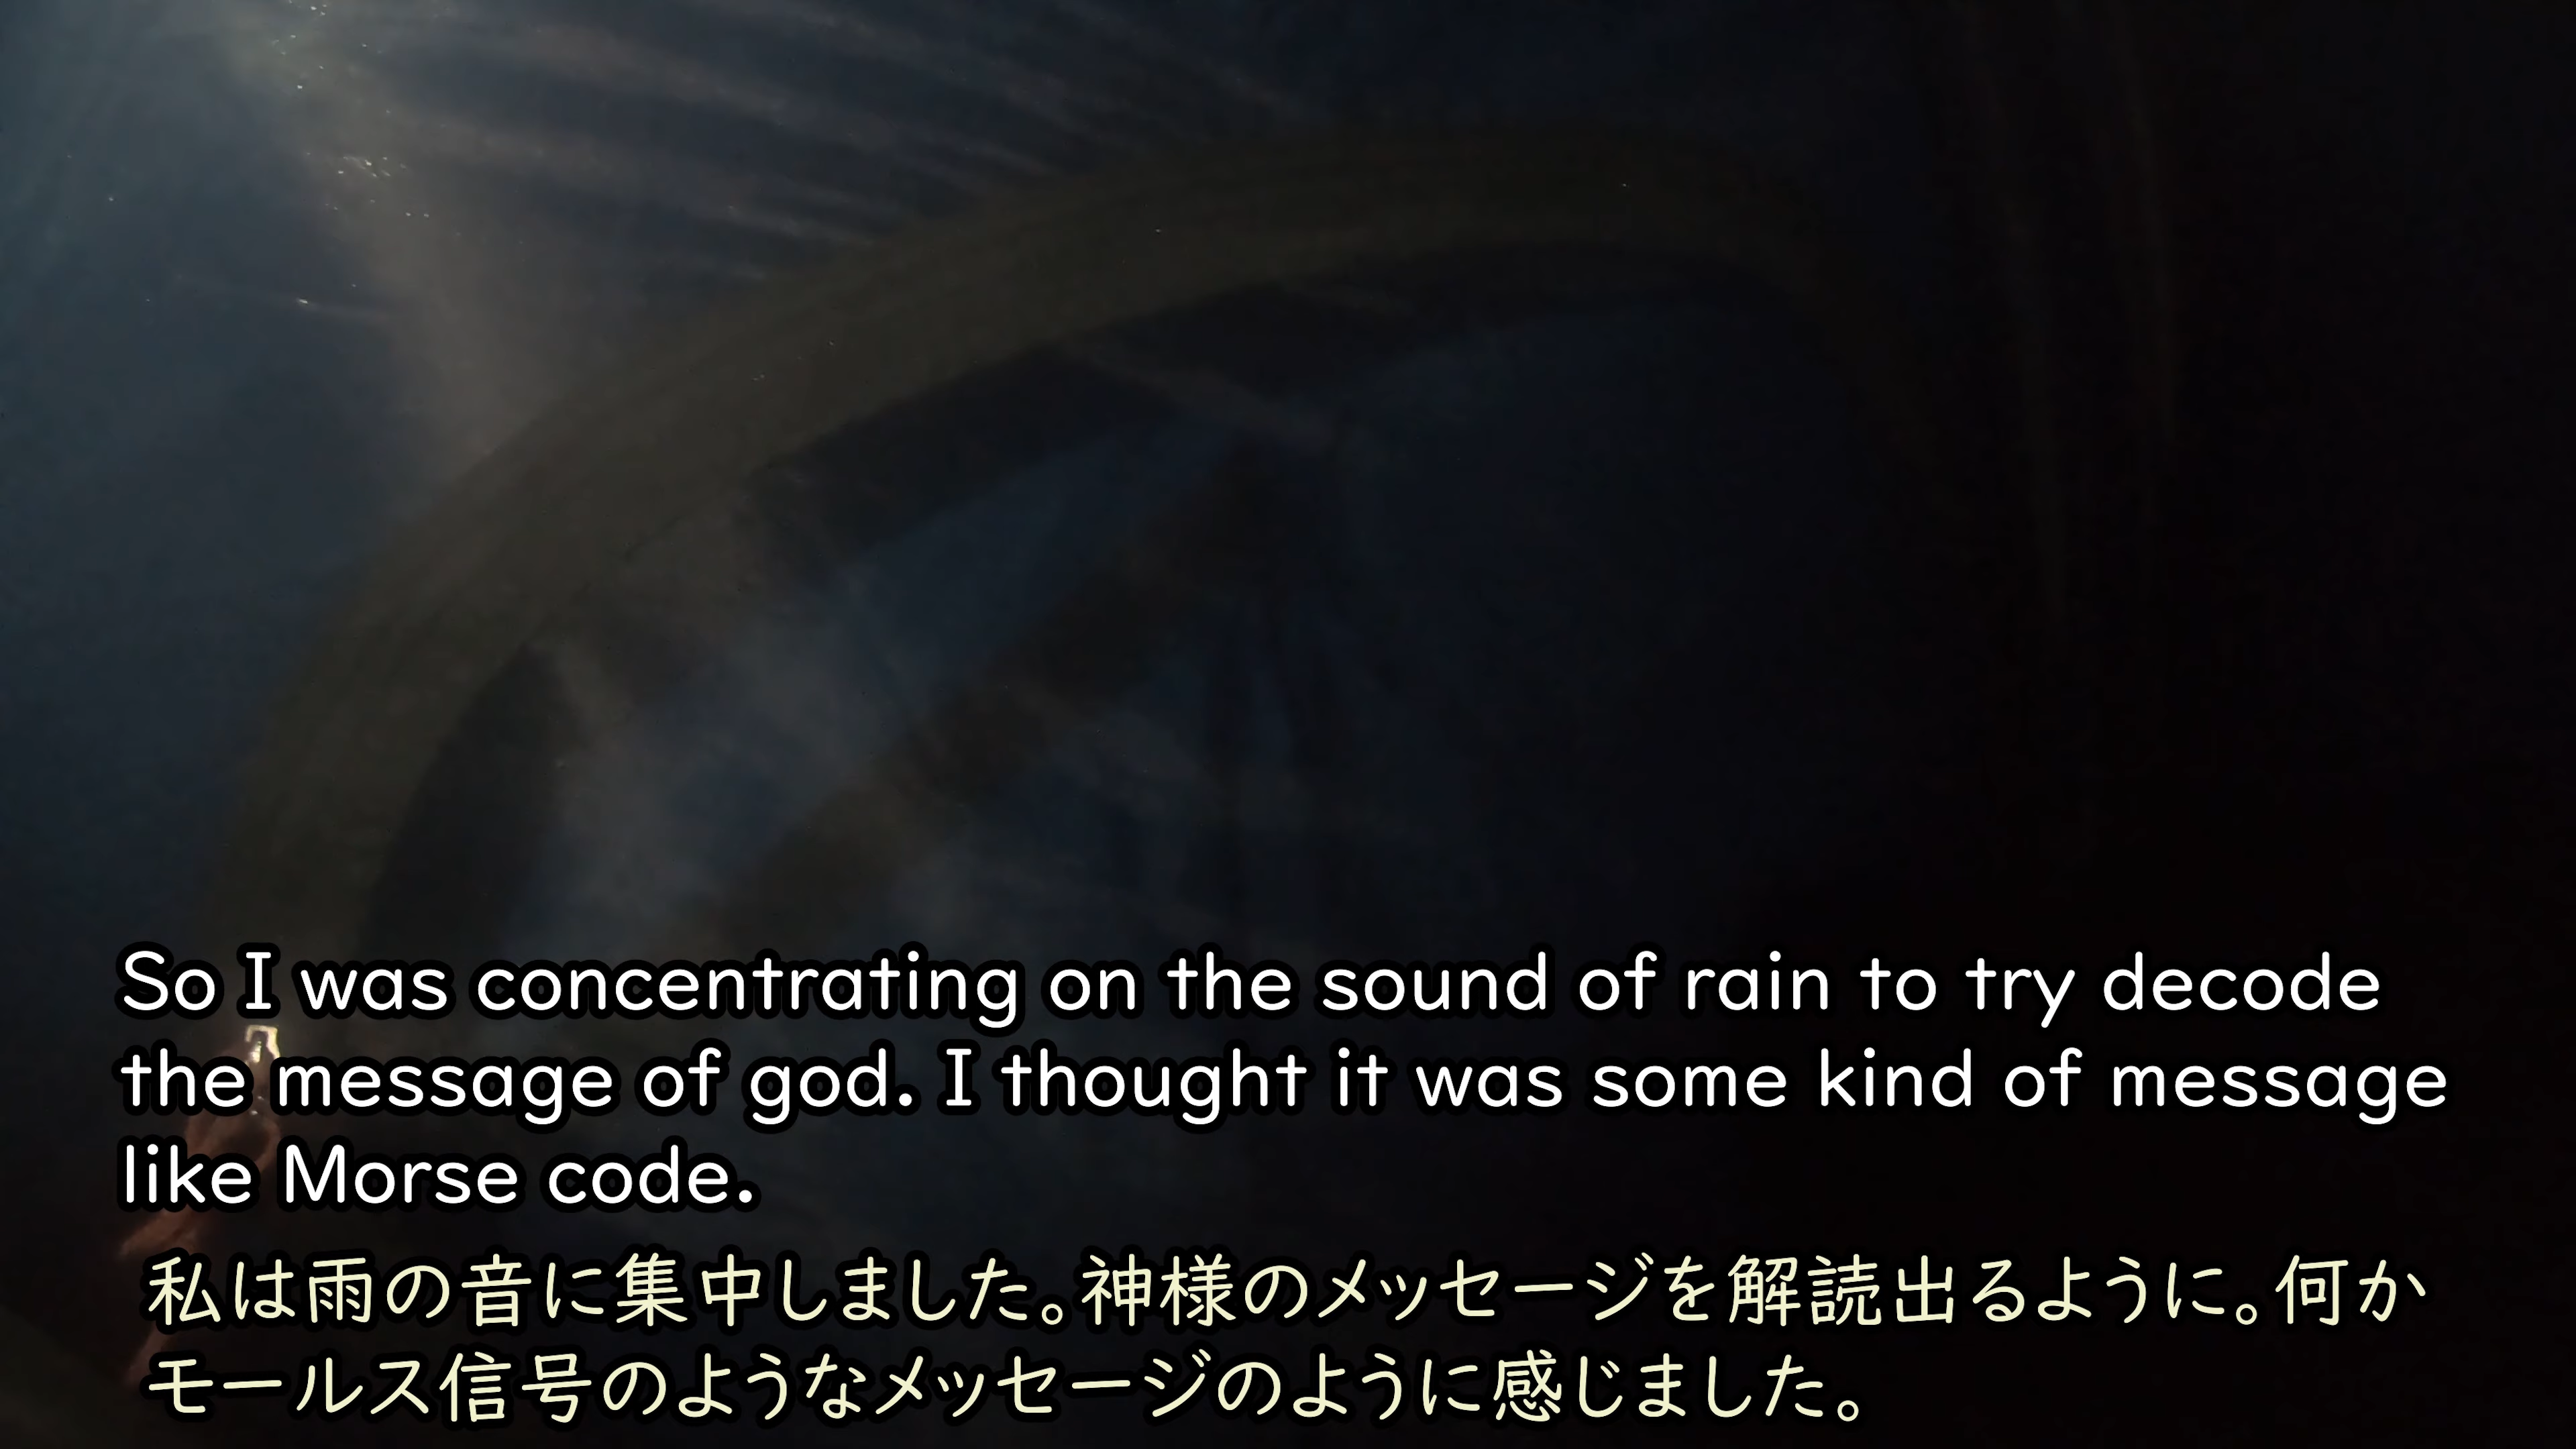 So I was concentrating on the sound of rain to try decode
the message of god. I thought it was some kind of message
like Morse code.
私は雨の音に集中しました。神様のメッセージを解読出るように。何か
モールス信号のようなメッセージのように感じました。